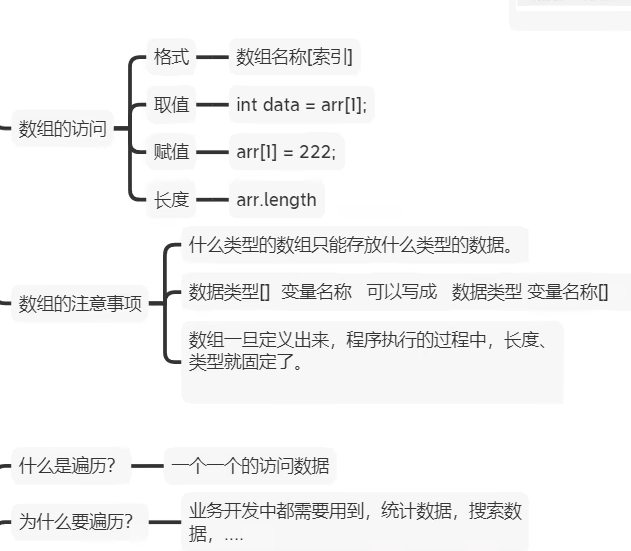 数组的访问
格式
数组名称[索引]
取值
int data = arr[1];
赋值
arr[1] = 222;
长度
arr.length
数组的注意事项
什么类型的数组只能存放什么类型的数据。
数据类型[] 变量名称 可以写成 数据类型 变量名称[]
数组一旦定义出来，程序执行的过程中，长度、
类型就固定了。
什么是遍历？
一个一个的访问数据
为什么要遍历？
业务开发中都需要用到，统计数据，搜索数
据，....